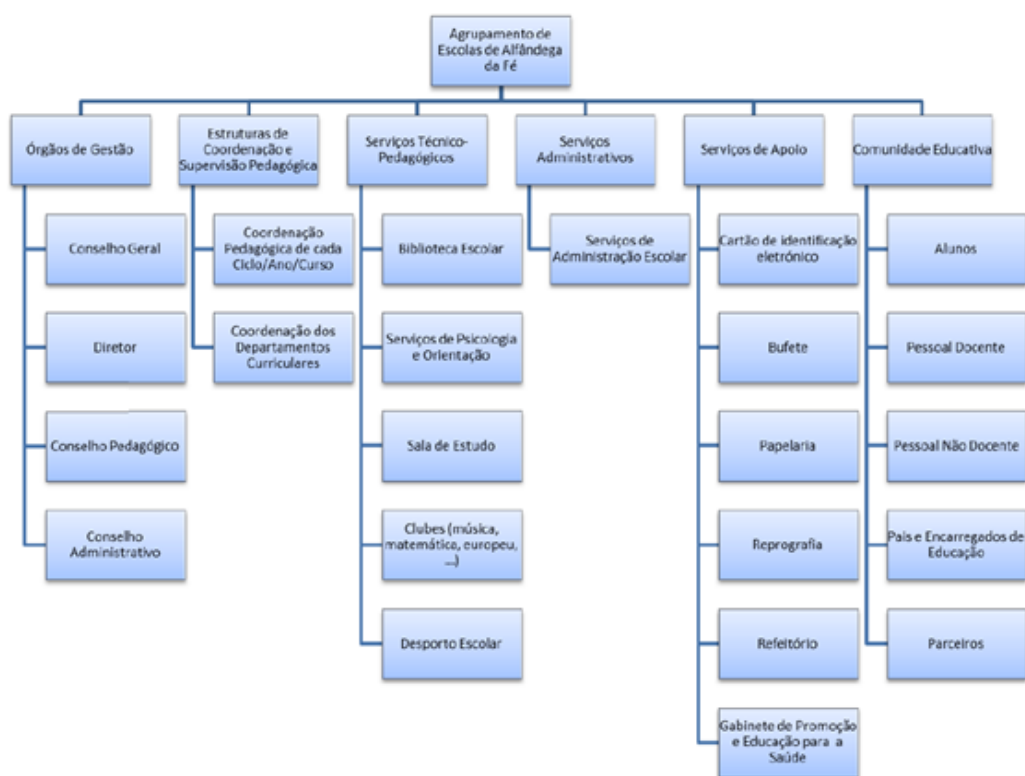 Agrupamento de
Escolas de Alfândega
da Fé
Órgãos de Gestão
Conselho Geral
Diretor
Conselho Pedagógico
Conselho
Administrativo
Estruturas de
Coordenação e
Supervisão Pedagógica
Coordenação
Pedagógica de cada
Ciclo/Ano/Curso
Coordenação dos
Departamentos
Curriculares
Serviços Técnico-
Pedagógicos
Biblioteca Escolar
Serviços de Psicologia
e Orientação
Sala de Estudo
Clubes (música,
matemática, europeu,
...)
Desporto Escolar
Serviços
Administrativos
Serviços de
Administração Escolar
Serviços de Apoio
Cartão de identificação
eletrónico
Bufete
Papelaria
Reprografia
Refeitório
Gabinete de Promoção
e Educação para a
Saúde
Comunidade Educativa
Alunos
Pessoal Docente
Pessoal Não Docente
Pais e Encarregados de
Educação
Parceiros